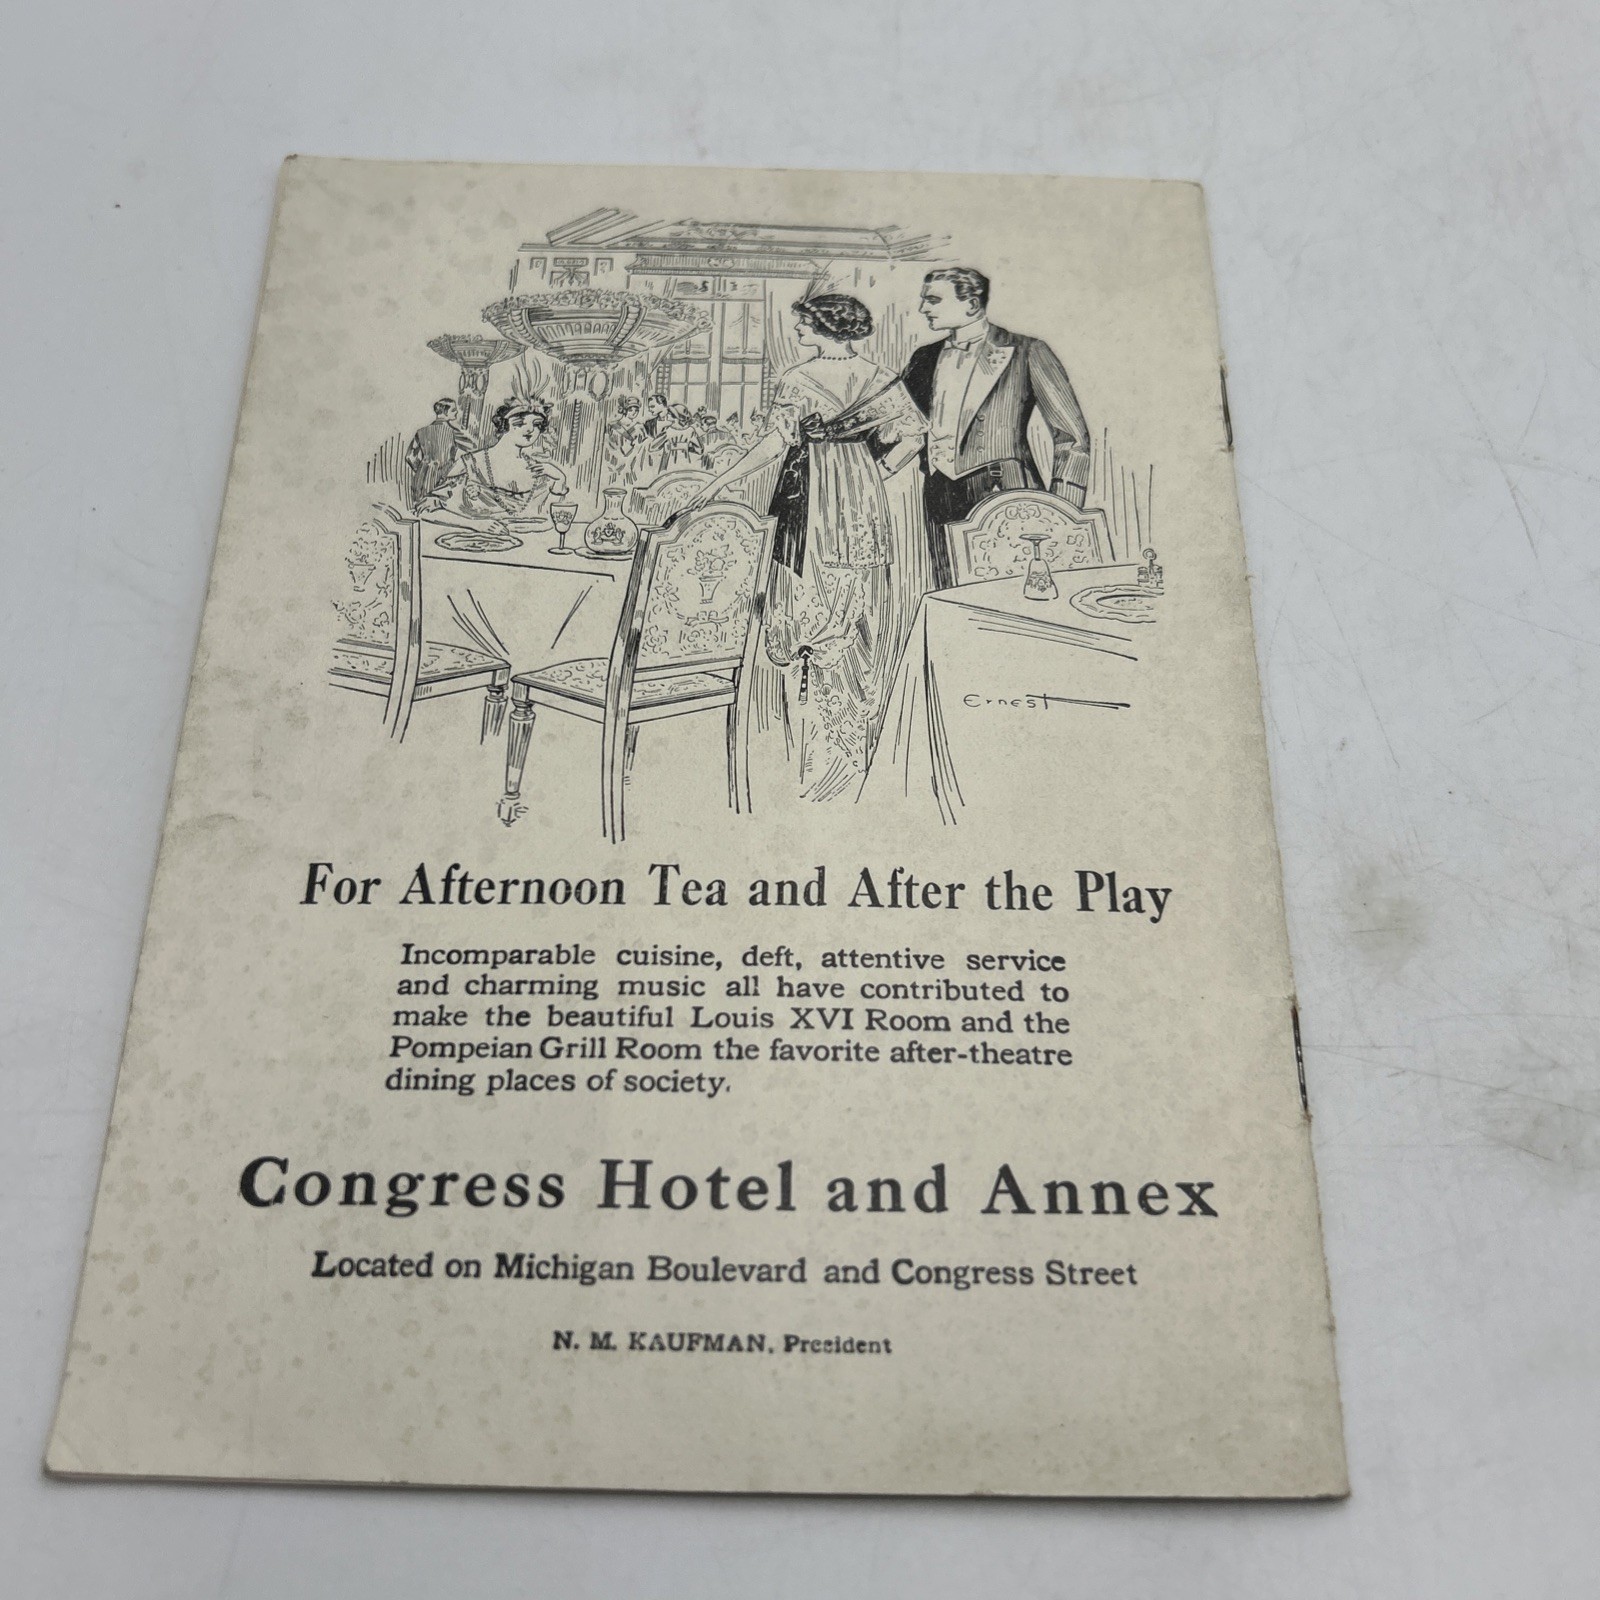 Ernest
For Afternoon Tea and After the Play
Incomparable cuisine, deft, attentive service
and charming music all have contributed to
make the beautiful Louis XVI Room and the
Pompeian Grill Room the favorite after-theatre
dining places of society.
Congress Hotel and Annex
Located on Michigan Boulevard and Congress Street
N. M. KAUFMAN, President